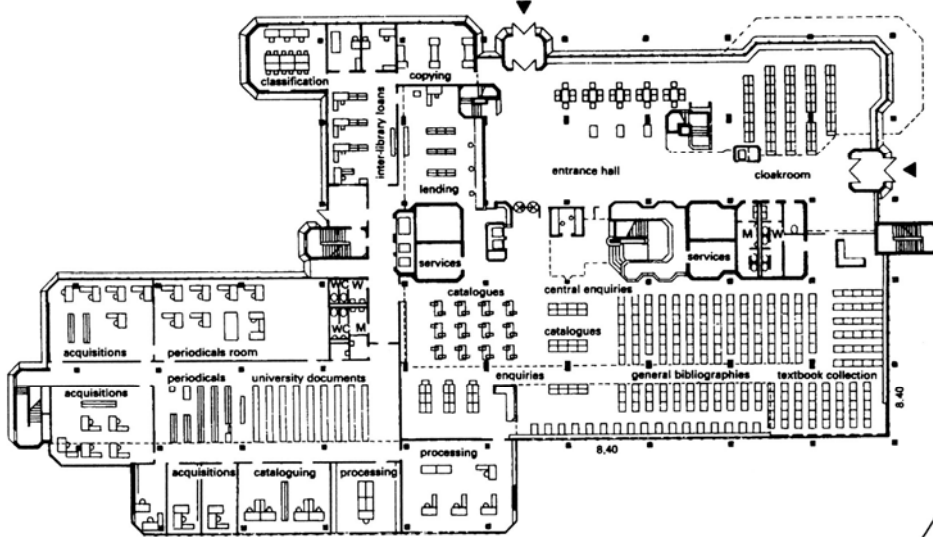 classification
copying
inter-library loans
lending
entrance hall
cloakroom
services
services
M
W
catalogues
central enquiries
WC
W
WC
M
catalogues
acquisitions
periodicals room
enquiries
general bibliographies
textbook collection
periodicals
university documents
acquisitions
8.40
8,40
processing
acquisitions
cataloguing
processing